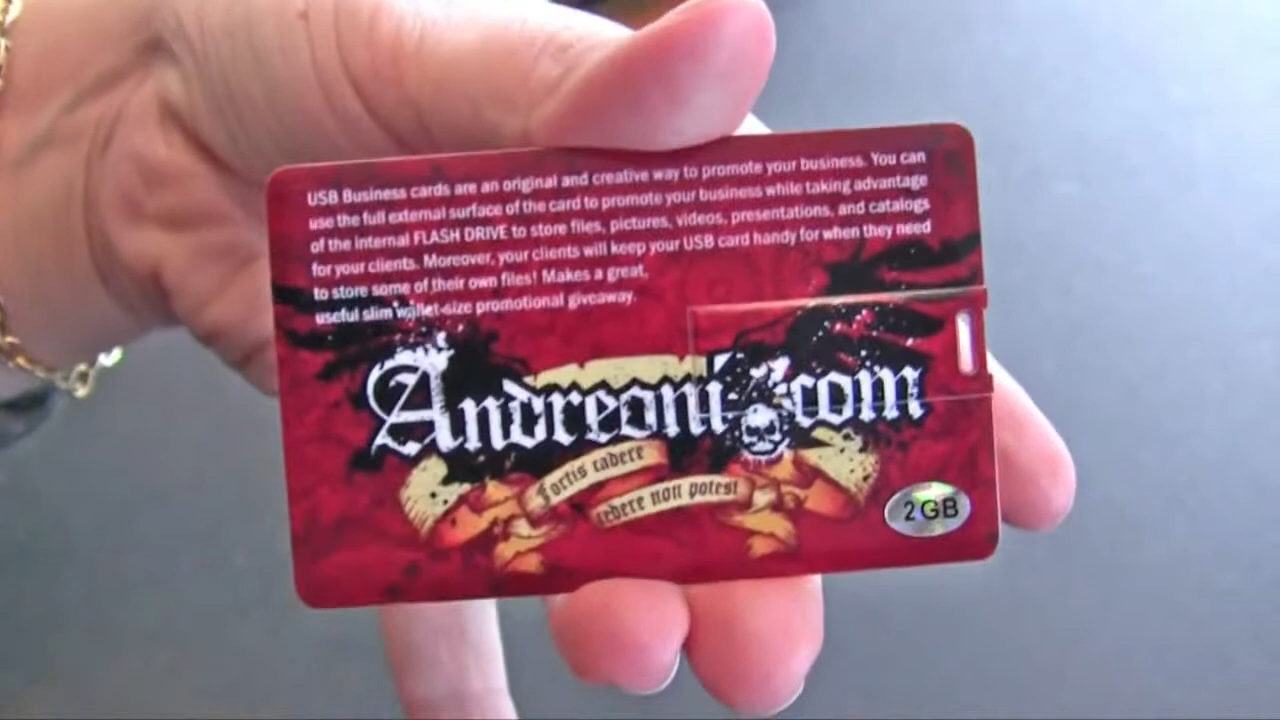 USB Business cards are an original and creative way to promote your business. You can
use the full external surface of the card to promote your business while taking advantage
of the internal FLASH DRIVE to store files, pictures, videos, presentations, and catalogs
for your clients. Moreover, your clients will keep your USB card handy for when they need
to store some of their own files! Makes a great,
useful slim wallet-size promotional giveaway.
Andreoni.com
Fortis cadere
cedere non potest
2GB